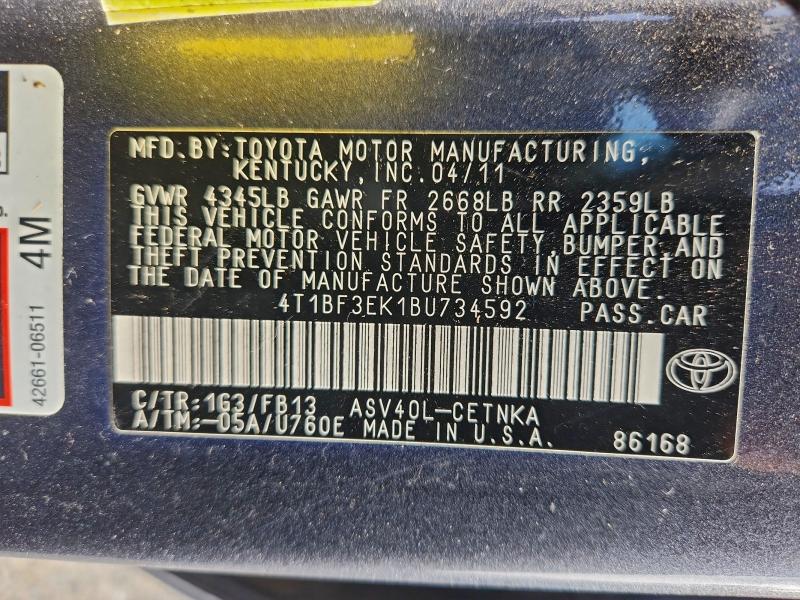 MFD.BY:TOYOTA MOTOR MANUFACTURING,
KENTUCKY, INC.04/11
GVWR 4345LB GAWR FR 2668LB RR 2359LB
THIS VEHICLE CONFORMS TO ALL APPLICABLE
FEDERAL MOTOR VEHICLE SAFETY, BUMPER, AND
THEFT PREVENTION STANDARDS IN EFFECT ON
THE DATE OF MANUFACTURE SHOWN ABOVE.
4T1BF3EK1BU734592 PASS.CAR
C/TR:1G3/FB13 ASV40L-CETNKA
A/TM:-05A/U760E MADE IN U.S.A. 86168
4M
42661-06511